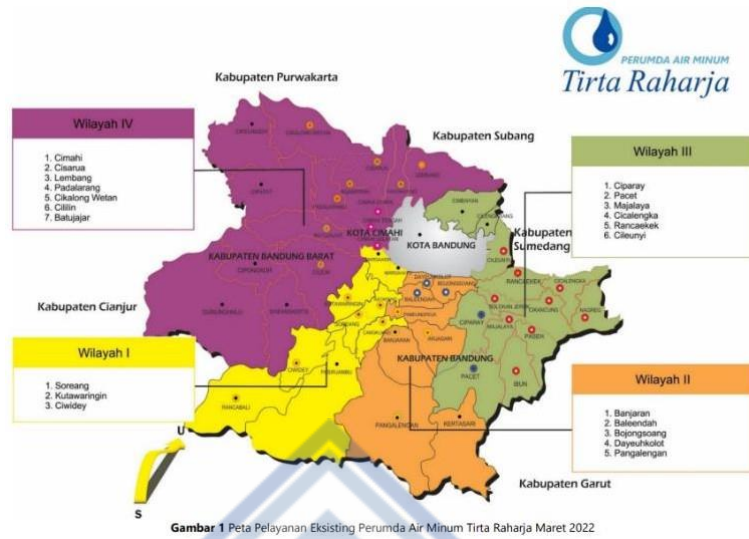 PERUMDA AIR MINUM
Tirta Raharja
Kabupaten Purwakarta
Kabupaten Subang
Wilayah IV
1. Cimahi
2. Cisarua
3. Lembang
4. Padalarang
5. Cikalong Wetan
6. Cililin
7. Batujajar
Wilayah III
1. Ciparay
2. Pacet
3. Majalaya
4. Cicalengka
5. Rancaekek
6. Cileunyi
KOTA CIMAHI
KOTA BANDUNG
Kabupaten
Sumedang
KABUPATEN BANDUNG BARAT
CILEUNYI
RANCAEKEK
CICALENGKA
BOJONGSOANG
BALEENDAH
Kabupaten Cianjur
SOREANG
CIPARAY
MAJALAYA
PASEH
NAGREG
KABUPATEN BANDUNG
PACET
IBUN
CIWIDEY
RANCABALI
PANGALENGAN
KERTASARI
Wilayah I
1. Soreang
2. Kutawaringin
3. Ciwidey
Wilayah II
1. Banjaran
2. Baleendah
3. Bojongsoang
4. Dayeuhkolot
5. Pangalengan
Kabupaten Garut
U
S
Gambar 1 Peta Pelayanan Eksisting Perumda Air Minum Tirta Raharja Maret 2022